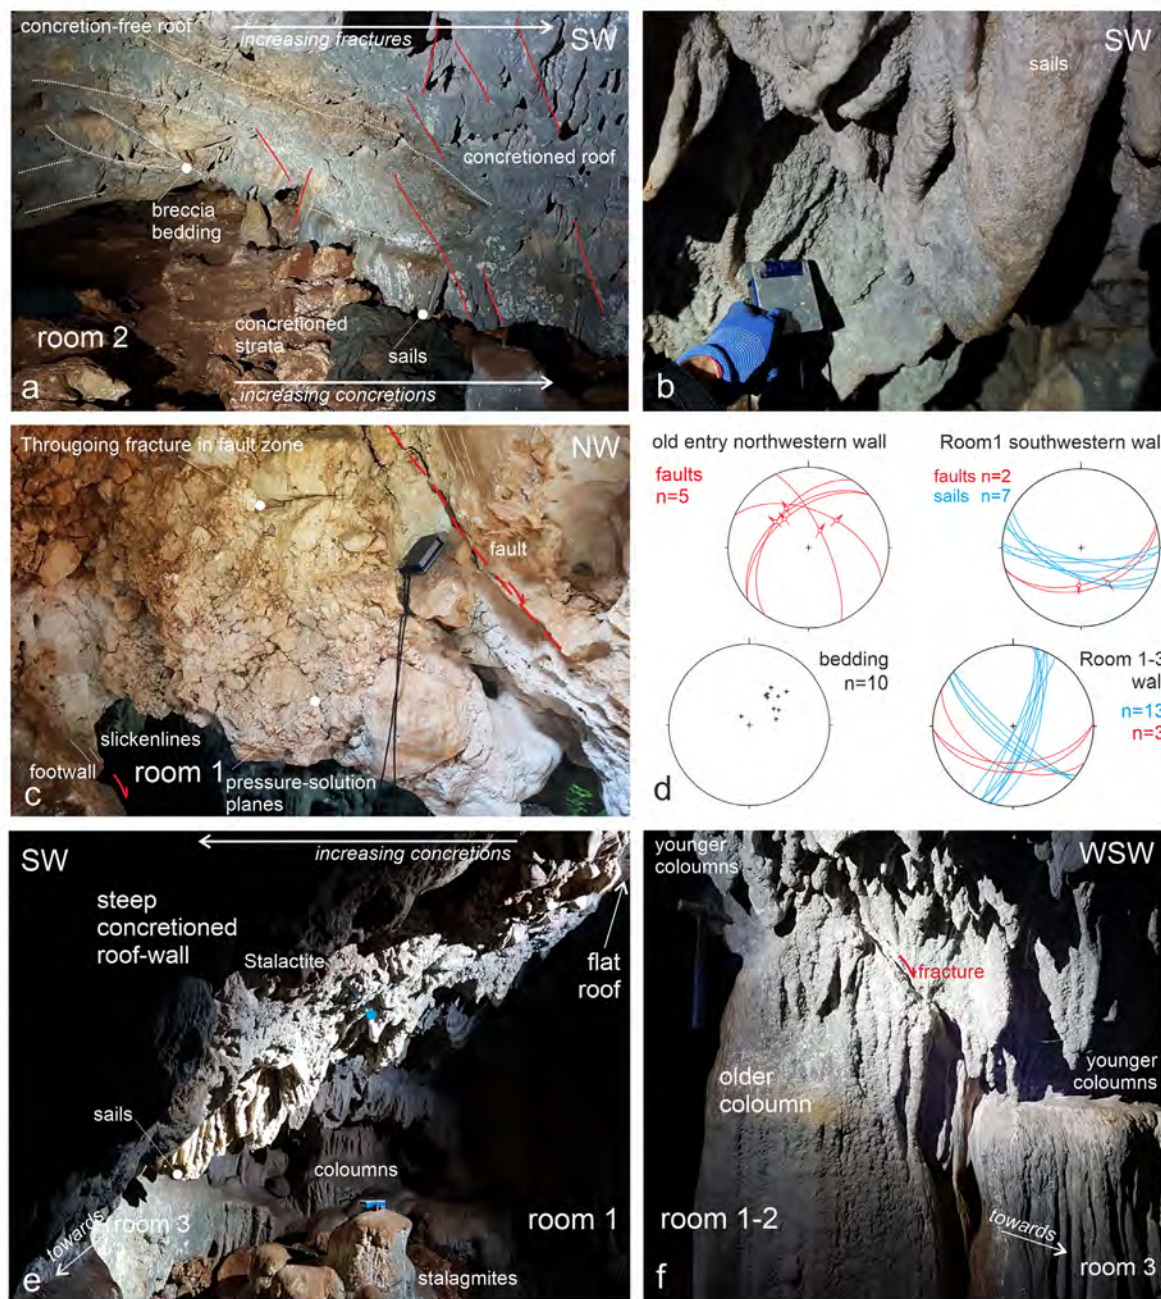 concretion-free roof
increasing fractures
SW
concretioned roof
breccia
bedding
room 2
concretioned
strata
sails
increasing concretions
a
SW
sails
b
Througoing fracture in fault zone
NW
fault
slickenlines
footwall
room 1
pressure-solution
planes
c
old entry northwestern wall
faults
n=5
Room1 southwestern wall
faults n=2
sails n=7
bedding
n=10
Room 1-3
wall
n=13
n=3
d
SW
increasing concretions
steep
concretioned
roof-wall
Stalactite
flat
roof
sails
coloumns
room 3
room 1
towards
stalagmites
e
younger
coloumns
WSW
fracture
younger
coloumns
older
coloumn
room 1-2
towards
room 3
f